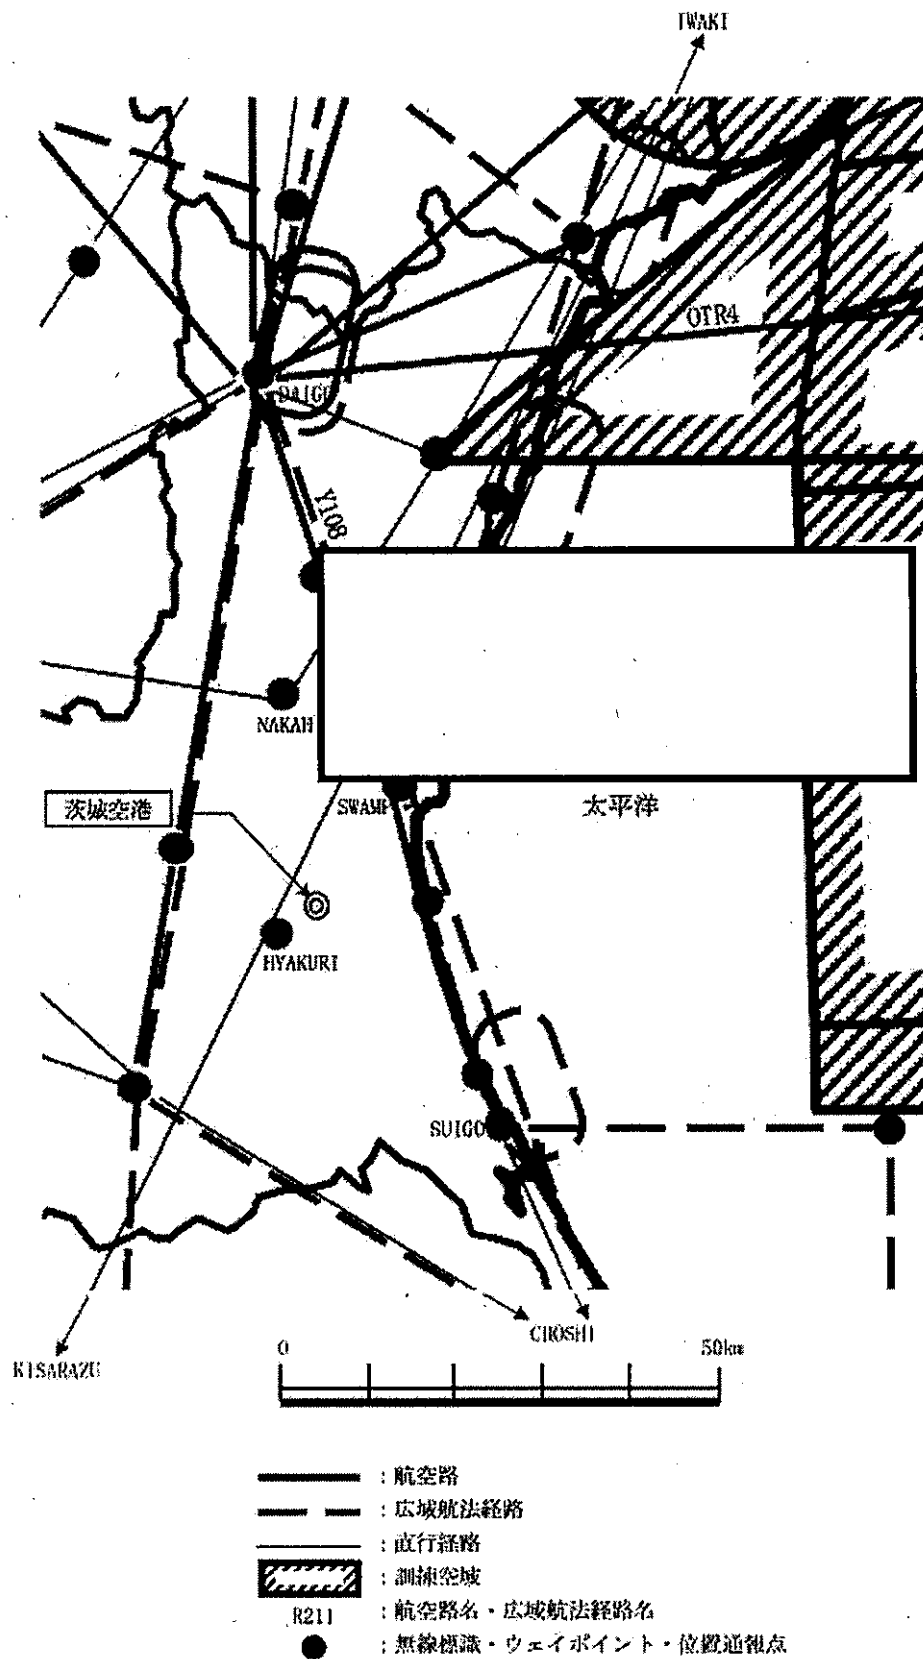 IWAKI
OTR4
DAIGO
Y108
NAKAH
茨城空港
SWAMP
太平洋
HYAKURI
SUIGO
CHOSHI
KISARAZU
0
50km
：航空路
：広域航法経路
：直行経路
：訓練空域
R211 ：航空路名・広域航法経路名
：無線標識・ウェイポイント・位置通報点